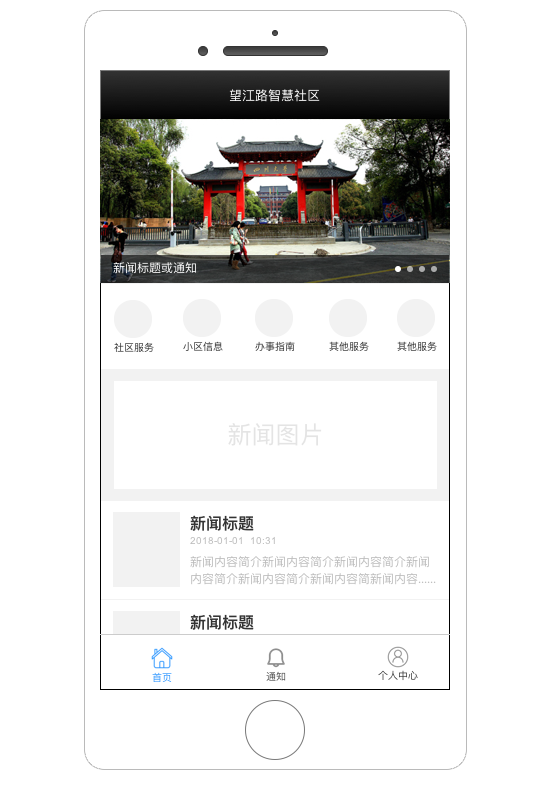 望江路智慧社区
新闻标题或通知
社区服务
小区信息
办事指南
其他服务
其他服务
新闻图片
新闻标题
2018-01-01 10:31
新闻内容简介新闻内容简介新闻内容简介新闻
内容简介新闻内容简介新闻内容简新闻内容......
新闻标题
首页
通知
个人中心